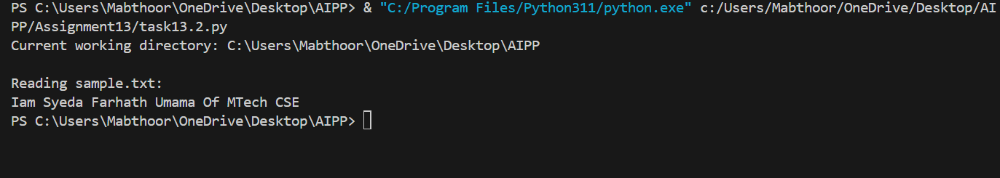 PS C:\Users\Mabthoor\OneDrive\Desktop\AIPP> & "C:/Program Files/Python311/python.exe" c:/Users/Mabthoor/OneDrive/Desktop/AI
PP/Assignment13/task13.2.py
Current working directory: C:\Users\Mabthoor\OneDrive\Desktop\AIPP

Reading sample.txt:
Iam Syeda Farhath Umama Of MTech CSE
PS C:\Users\Mabthoor\OneDrive\Desktop\AIPP>